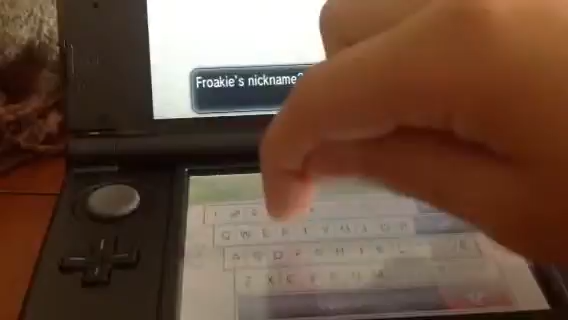 Froakie's nickname?
Q W E R T Y U I O P
A S D F G H J K L
Z X C V B N M